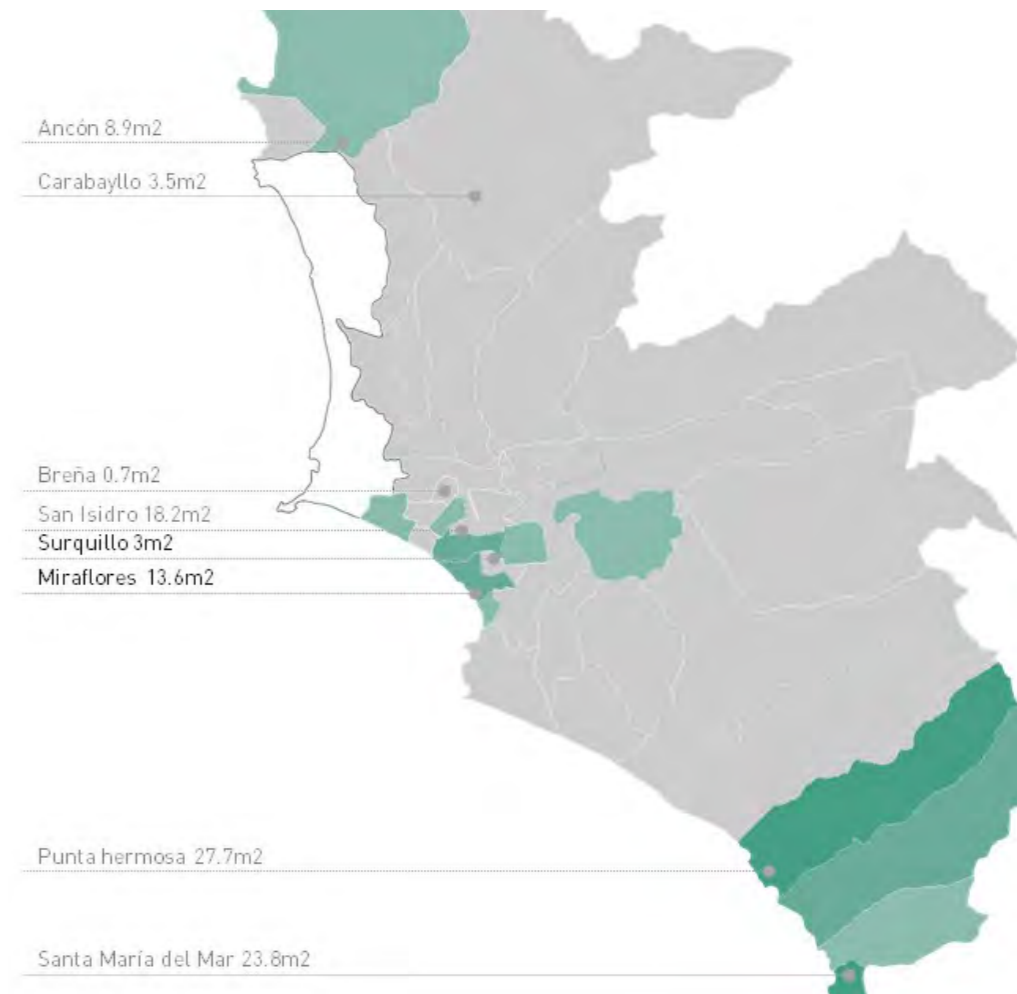 Ancón 8.9m2
Carabayllo 3.5m2
Breña 0.7m2
San Isidro 18.2m2
Surquillo 3m2
Miraflores 13.6m2
Punta hermosa 27.7m2
Santa María del Mar 23.8m2